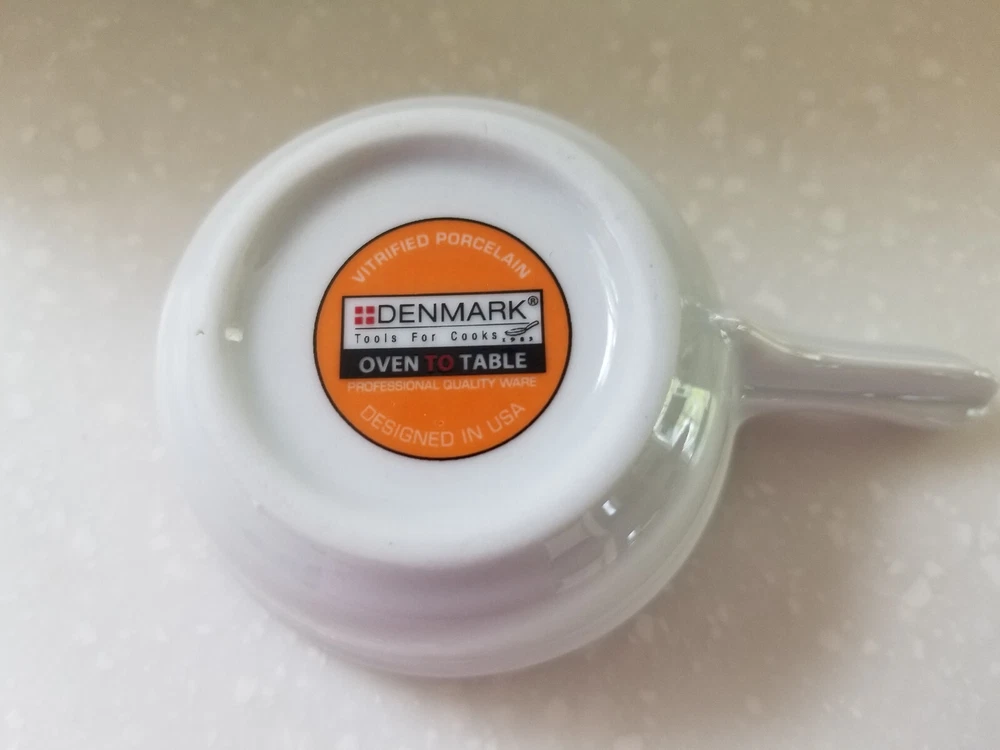 VITRIFIED PORCELAIN
DENMARK®
Tools For Cooks
OVEN TO TABLE
PROFESSIONAL QUALITY WARE
DESIGNED IN USA